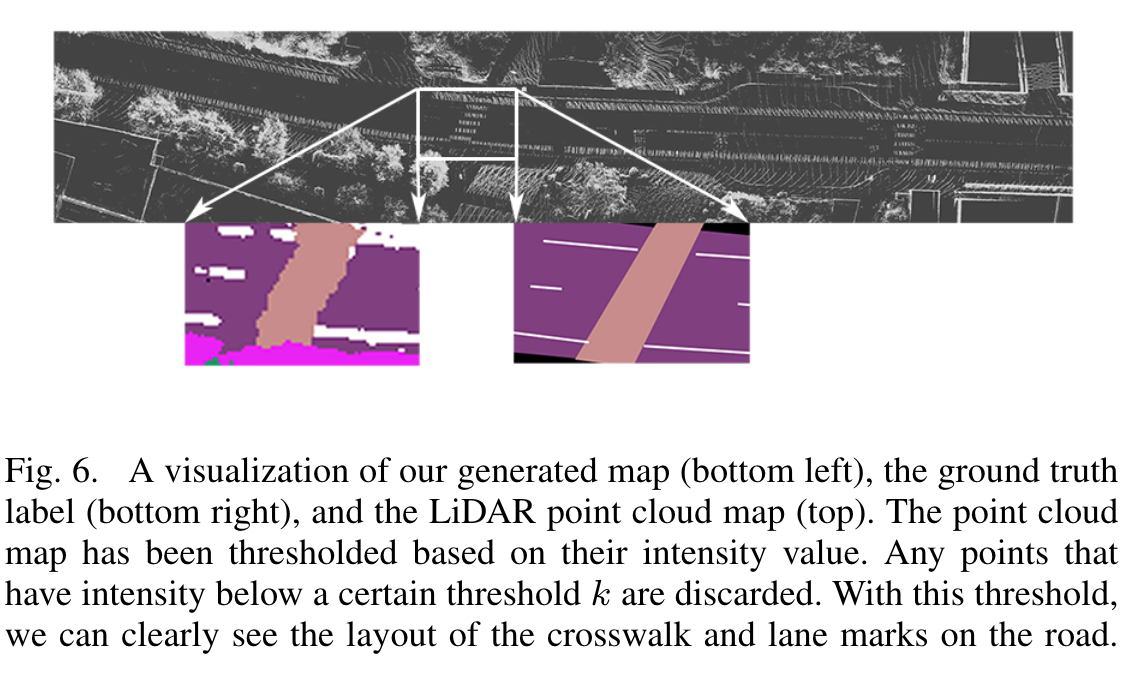 Fig. 6. A visualization of our generated map (bottom left), the ground truth
label (bottom right), and the LiDAR point cloud map (top). The point cloud
map has been thresholded based on their intensity value. Any points that
have intensity below a certain threshold k are discarded. With this threshold,
we can clearly see the layout of the crosswalk and lane marks on the road.